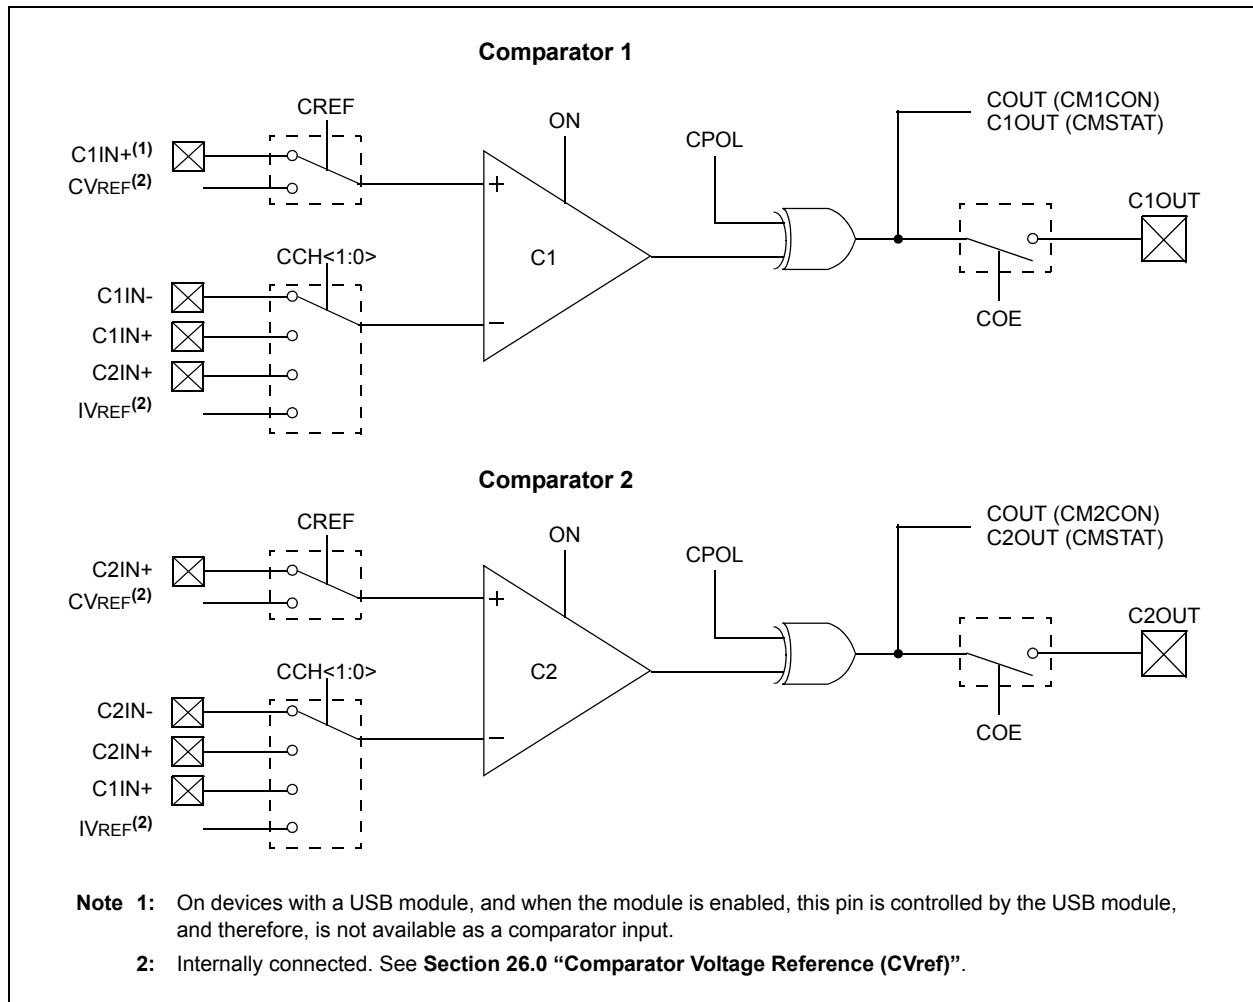 Comparator 1
CREF
ON
CPOL
COUT (CM1CON)
C1OUT (CMSTAT)
C1IN+(1)
CVREF(2)
C1OUT
+
C1
CCH<1:0>
C1IN-
C1IN+
C2IN+
IVREF(2)
–
COE
Comparator 2
CREF
ON
CPOL
COUT (CM2CON)
C2OUT (CMSTAT)
C2IN+
CVREF(2)
C2OUT
+
C2
CCH<1:0>
C2IN-
C2IN+
C1IN+
IVREF(2)
–
COE
Note 1: On devices with a USB module, and when the module is enabled, this pin is controlled by the USB module,
and therefore, is not available as a comparator input.
2: Internally connected. See Section 26.0 “Comparator Voltage Reference (CVref)”.